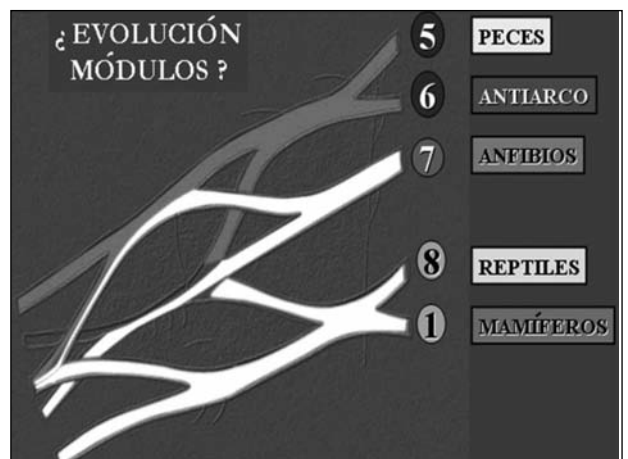 ¿ EVOLUCIÓN
MÓDULOS ?
5 PECES
6 ANTIARCO
7 ANFIBIOS
8 REPTILES
1 MAMÍFEROS